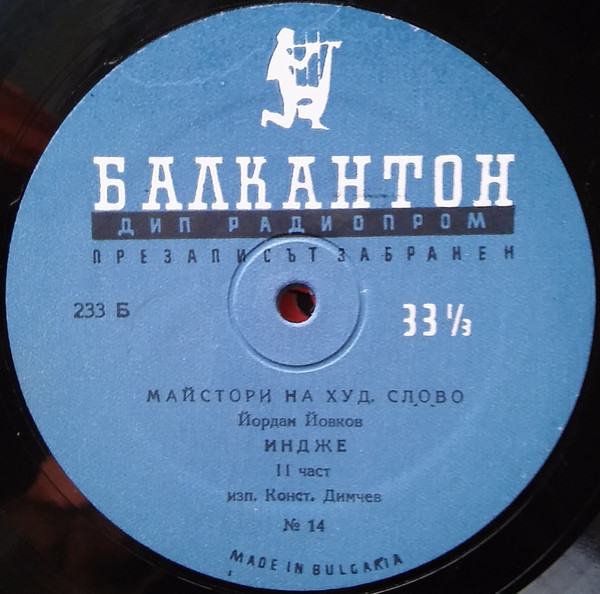 БАЛКАНТОН
ДИП РАДИОПРОМ
ПРЕЗАПИСЪТ ЗАБРАНЕН
233 Б
33 1/3
МАЙСТОРИ НА ХУД. СЛОВО
Йордан Йовков
ИНДЖЕ
II част
изп. Конст. Димчев
№ 14
MADE IN BULGARIA